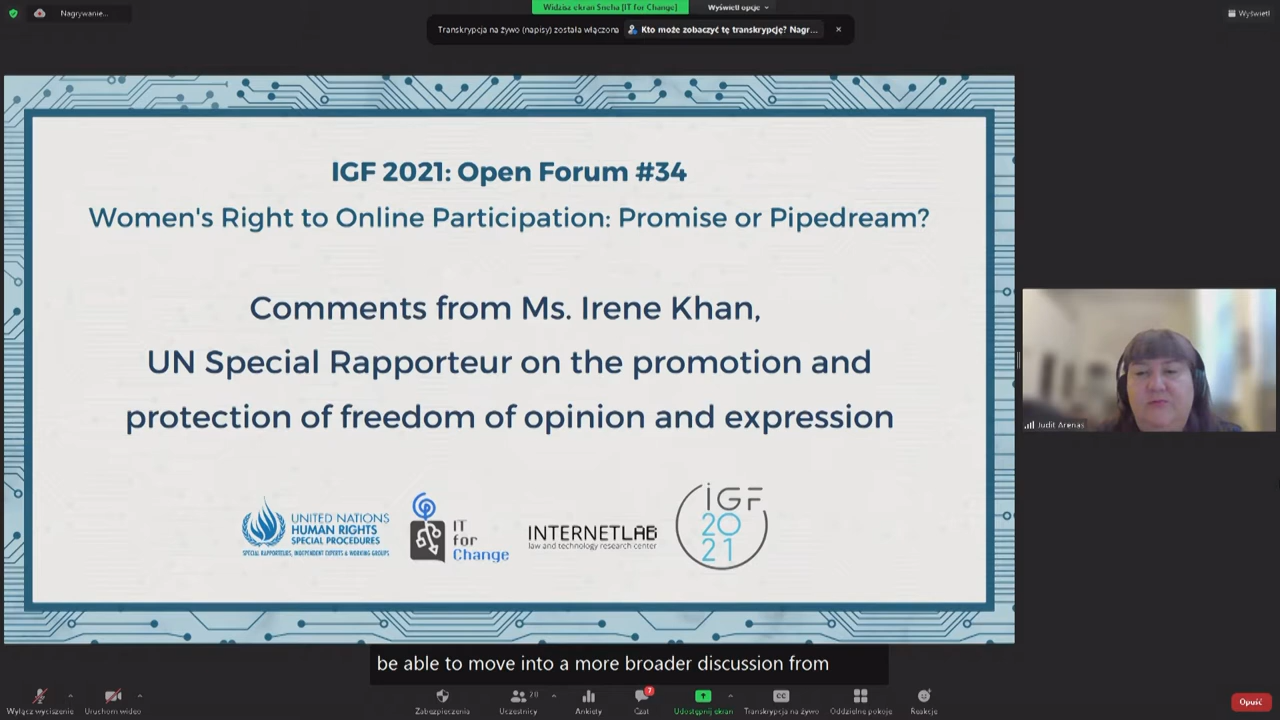 Nagrywanie...
Widzisz ekran Sneha [IT for Change]
Wyświetl opcje
Wyświetl
Transkrypcja na żywo (napisy) została włączona
Kto może zobaczyć tę transkrypcję? Nagr...
IGF 2021: Open Forum #34
Women's Right to Online Participation: Promise or Pipedream?
Comments from Ms. Irene Khan,
UN Special Rapporteur on the promotion and
protection of freedom of opinion and expression
UNITED NATIONS
HUMAN RIGHTS
SPECIAL PROCEDURES
SPECIAL RAPPORTEURS, INDEPENDENT EXPERTS & WORKING GROUPS
IT
for
Change
INTERNETLAB
law and technology research center
IGF
20
21
Judit Arenas
be able to move into a more broader discussion from
Wyłącz wyciszenie
Uruchom wideo
Zabezpieczenia
Uczestnicy
28
Ankiety
Czat
7
Udostępnij ekran
Transkrypcja na żywo
Oddzielne pokoje
Reakcje
Opuść